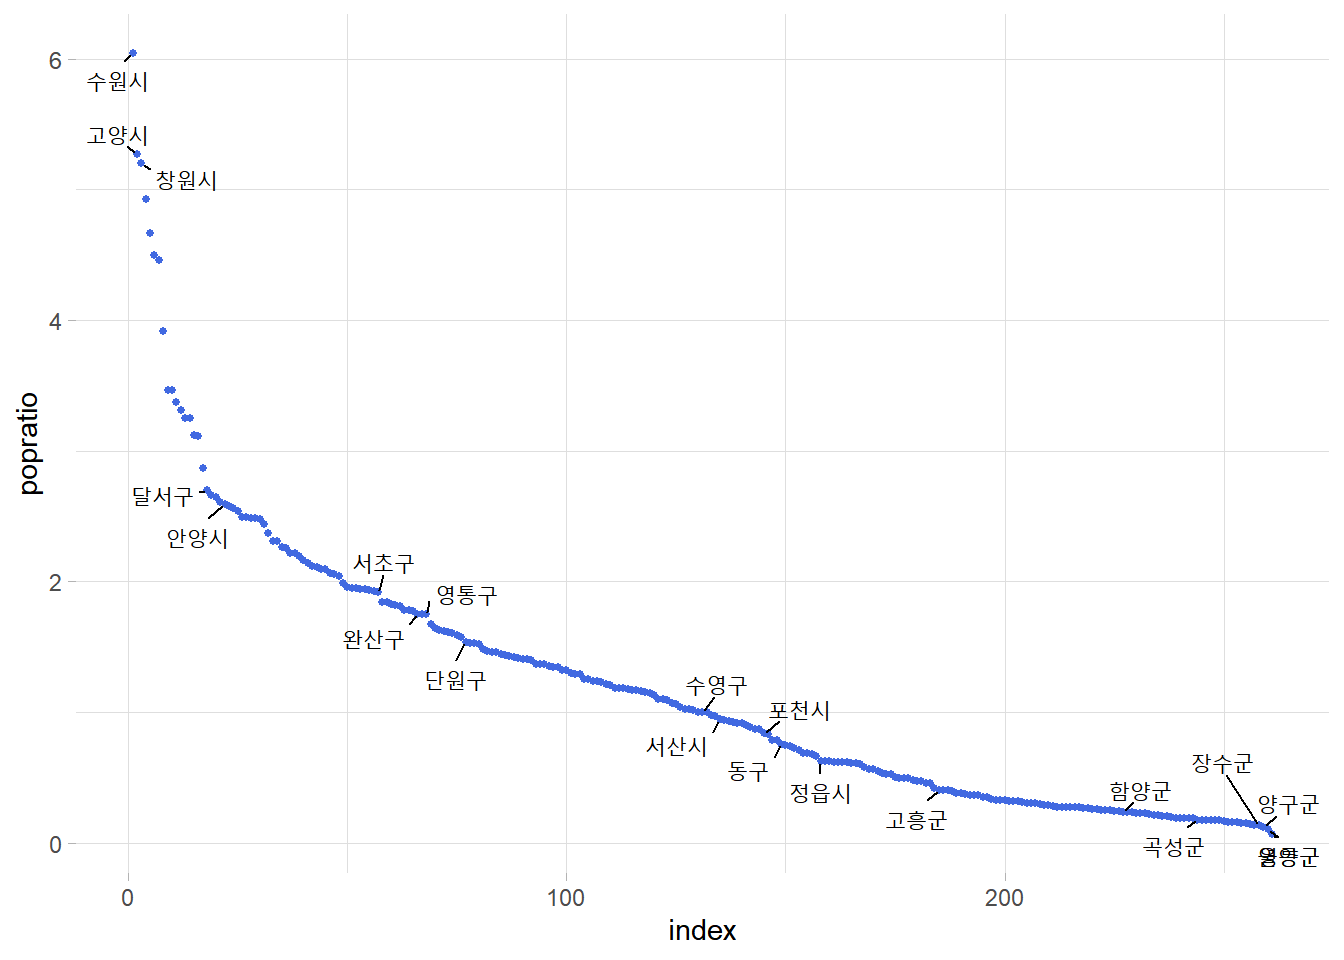 popratio
6
4
2
0
수원시
고양시
창원시
달서구
안양시
서초구
영통구
완산구
단원구
수영구
포천시
서산시
동구
정읍시
고흥군
장수군
함양군
양구군
곡성군
0
100
200
index